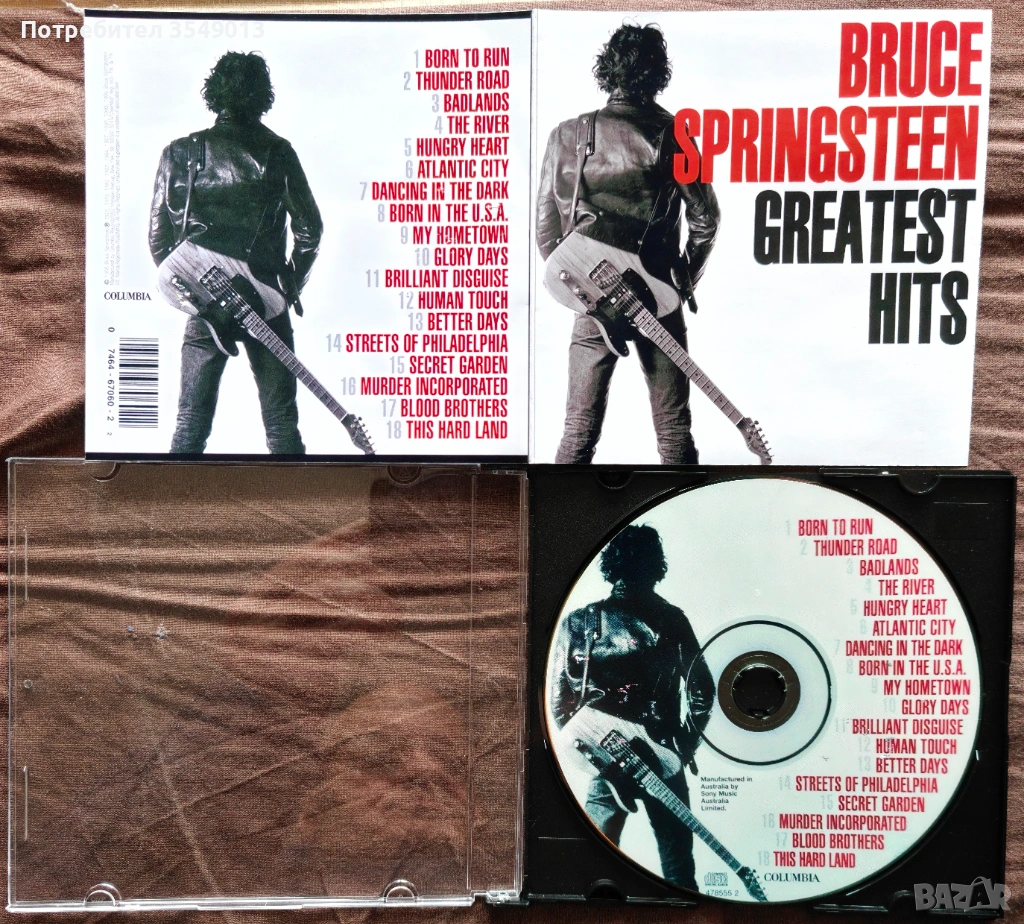 Потребител 3549013
1 BORN TO RUN
2 THUNDER ROAD
3 BADLANDS
4 THE RIVER
5 HUNGRY HEART
6 ATLANTIC CITY
7 DANCING IN THE DARK
8 BORN IN THE U.S.A.
9 MY HOMETOWN
10 GLORY DAYS
11 BRILLIANT DISGUISE
12 HUMAN TOUCH
13 BETTER DAYS
14 STREETS OF PHILADELPHIA
15 SECRET GARDEN
16 MURDER INCORPORATED
17 BLOOD BROTHERS
18 THIS HARD LAND
COLUMBIA
0 7464-67060-2 2
BRUCE
SPRINGSTEEN
GREATEST
HITS
1 BORN TO RUN
2 THUNDER ROAD
3 BADLANDS
4 THE RIVER
5 HUNGRY HEART
6 ATLANTIC CITY
7 DANCING IN THE DARK
8 BORN IN THE U.S.A.
9 MY HOMETOWN
10 GLORY DAYS
11 BRILLIANT DISGUISE
12 HUMAN TOUCH
13 BETTER DAYS
14 STREETS OF PHILADELPHIA
15 SECRET GARDEN
16 MURDER INCORPORATED
17 BLOOD BROTHERS
18 THIS HARD LAND
Manufactured in
Australia by
Sony Music
Australia
Limited.
COLUMBIA
478555 2
BAZAR